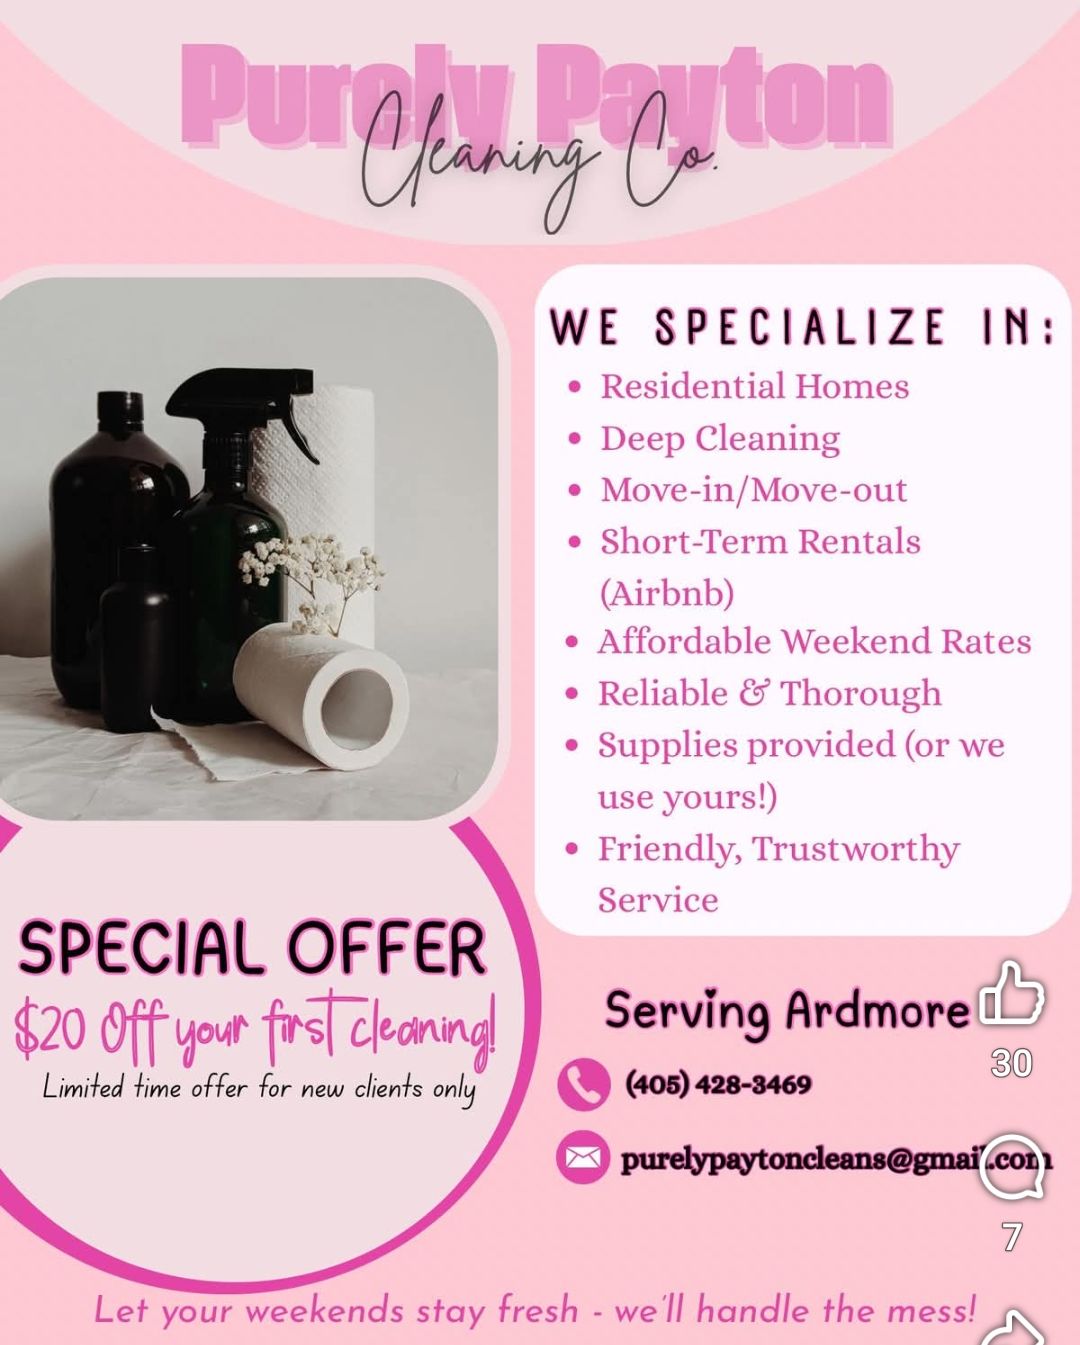 Purely Payton
Cleaning Co.
WE SPECIALIZE IN:
• Residential Homes
• Deep Cleaning
• Move-in/Move-out
• Short-Term Rentals
(Airbnb)
• Affordable Weekend Rates
• Reliable & Thorough
• Supplies provided (or we
use yours!)
• Friendly, Trustworthy
Service
SPECIAL OFFER
$20 Off your first cleaning!
Limited time offer for new clients only
Serving Ardmore
30
(405) 428-3469
purelypaytoncleans@gmail.com
7
Let your weekends stay fresh - we'll handle the mess!